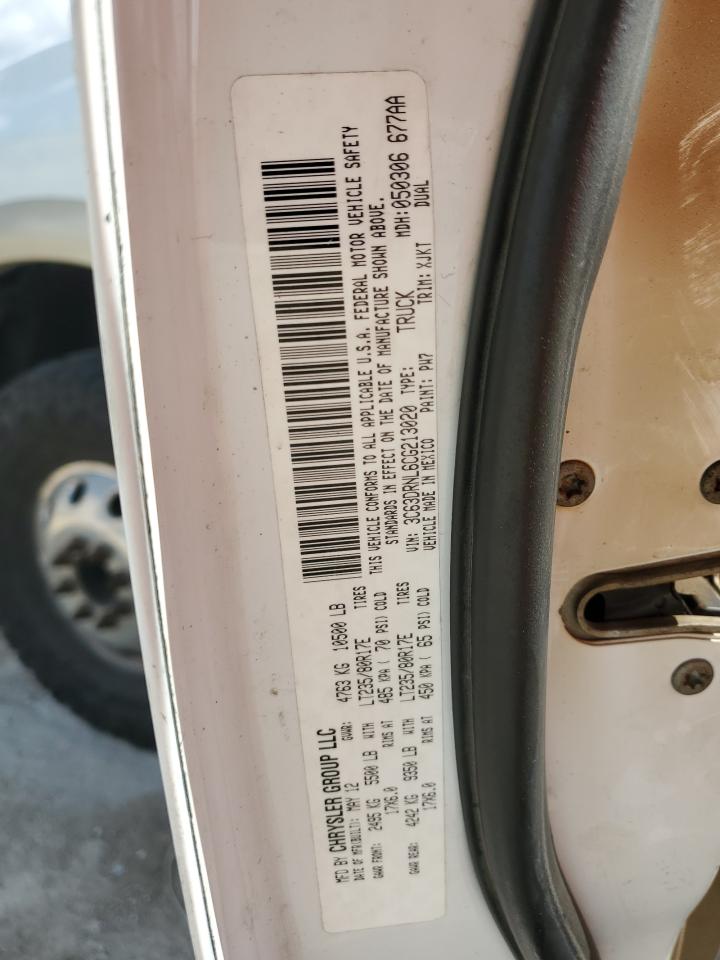 MFD BY CHRYSLER GROUP LLC
DATE OF MFR(BUILT): MAY 12 GVWR: 4763 KG 10500 LB
GAWR FRONT: 2495 KG 5500 LB WITH LT235/80R17E TIRES
17X6.0 RIMS AT 485 KPA ( 70 PSI) COLD
GAWR REAR: 4242 KG 9350 LB WITH LT235/80R17E TIRES
17X6.0 RIMS AT 450 KPA ( 65 PSI) COLD
THIS VEHICLE CONFORMS TO ALL APPLICABLE U.S.A. FEDERAL MOTOR VEHICLE SAFETY
STANDARDS IN EFFECT ON THE DATE OF MANUFACTURE SHOWN ABOVE.
VIN: 3C63DRNL6CG213020 TYPE: TRUCK MDH: 050306 677AA
VEHICLE MADE IN MEXICO PAINT: PW7 TRIM: XJKT DUAL